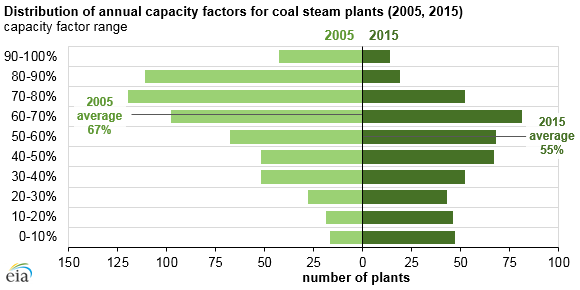 Distribution of annual capacity factors for coal steam plants (2005, 2015)
capacity factor range
2005 2015
90-100%
80-90%
70-80%
60-70%
50-60%
40-50%
30-40%
20-30%
10-20%
0-10%
2005
average
67%
2015
average
55%
150 125 100 75 50 25 0 25 50 75 100
number of plants
eia